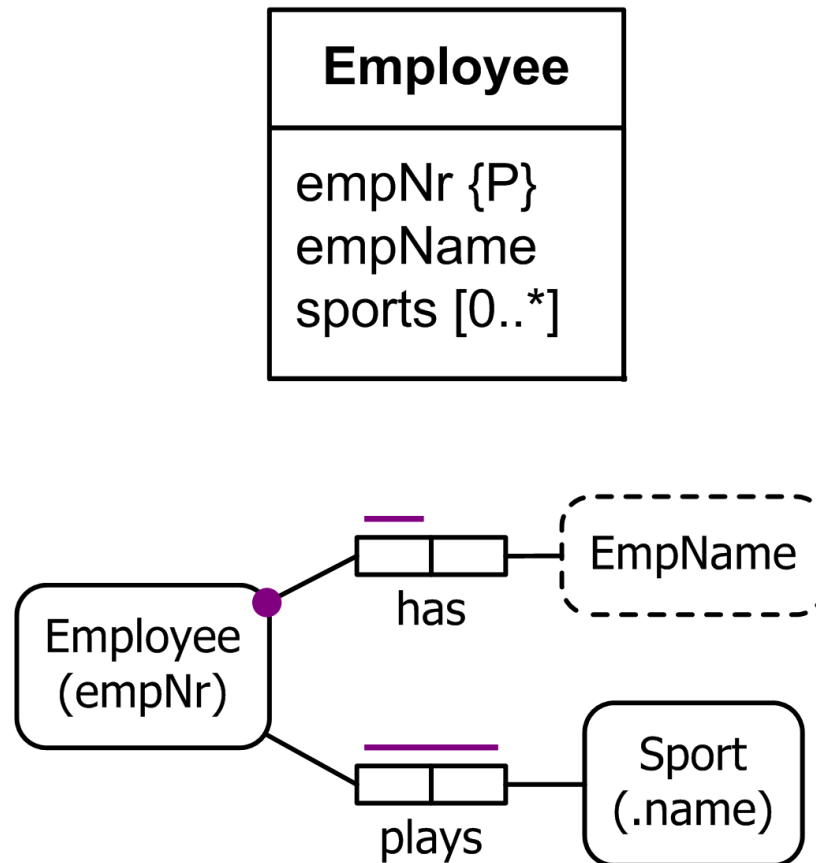 Employee
empNr {P}
empName
sports [0..*]
EmpName
has
Employee
(empNr)
Sport
(.name)
plays